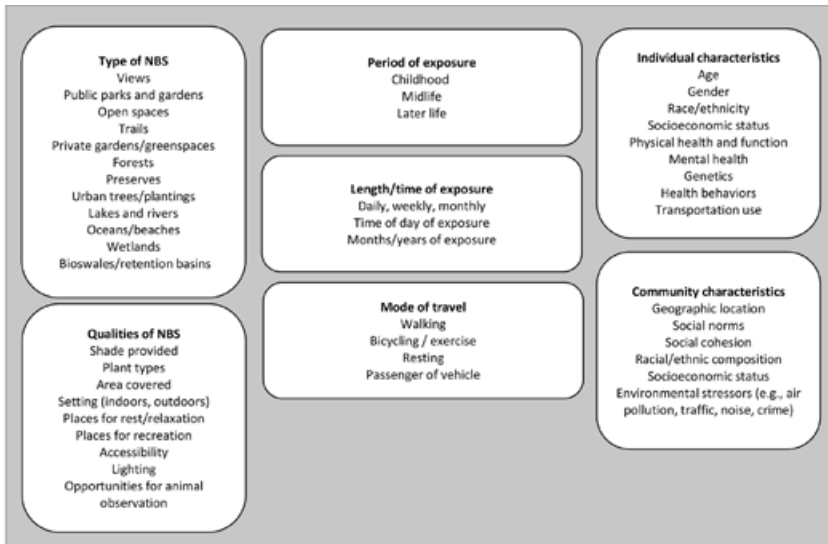 Type of NBS
Views
Public parks and gardens
Open spaces
Trails
Private gardens/greenspaces
Forests
Preserves
Urban trees/plantings
Lakes and rivers
Oceans/beaches
Wetlands
Bioswales/retention basins
Qualities of NBS
Shade provided
Plant types
Area covered
Setting (indoors, outdoors)
Places for rest/relaxation
Places for recreation
Accessibility
Lighting
Opportunities for animal
observation
Period of exposure
Childhood
Midlife
Later life
Length/time of exposure
Daily, weekly, monthly
Time of day of exposure
Months/years of exposure
Mode of travel
Walking
Bicycling / exercise
Resting
Passenger of vehicle
Individual characteristics
Age
Gender
Race/ethnicity
Socioeconomic status
Physical health and function
Mental health
Genetics
Health behaviors
Transportation use
Community characteristics
Geographic location
Social norms
Social cohesion
Racial/ethnic composition
Socioeconomic status
Environmental stressors (e.g., air
pollution, traffic, noise, crime)